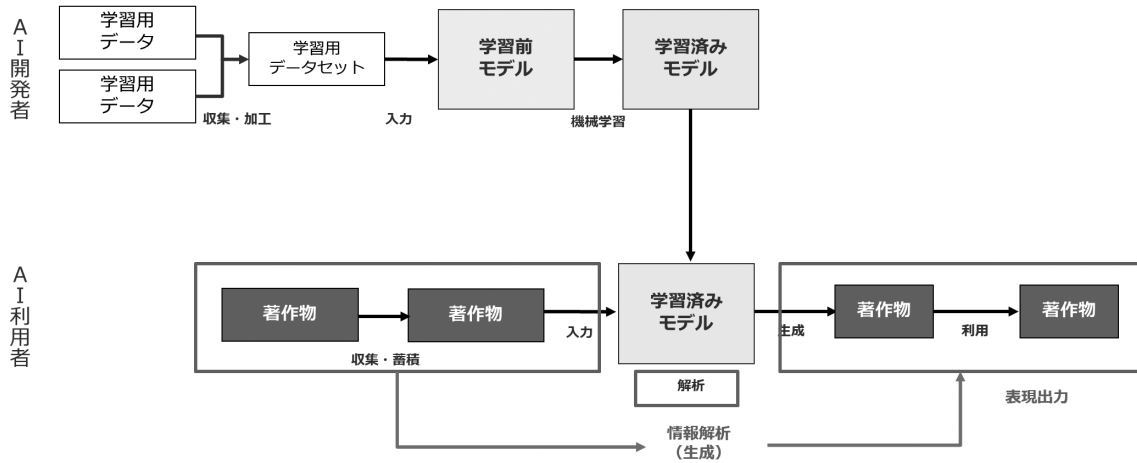 AI開発者
学習用
データ
学習用
データ
収集・加工
学習用
データセット
入力
学習前
モデル
機械学習
学習済み
モデル
AI利用者
著作物
収集・蓄積
著作物
入力
学習済み
モデル
解析
生成
著作物
利用
著作物
表現出力
情報解析
（生成）